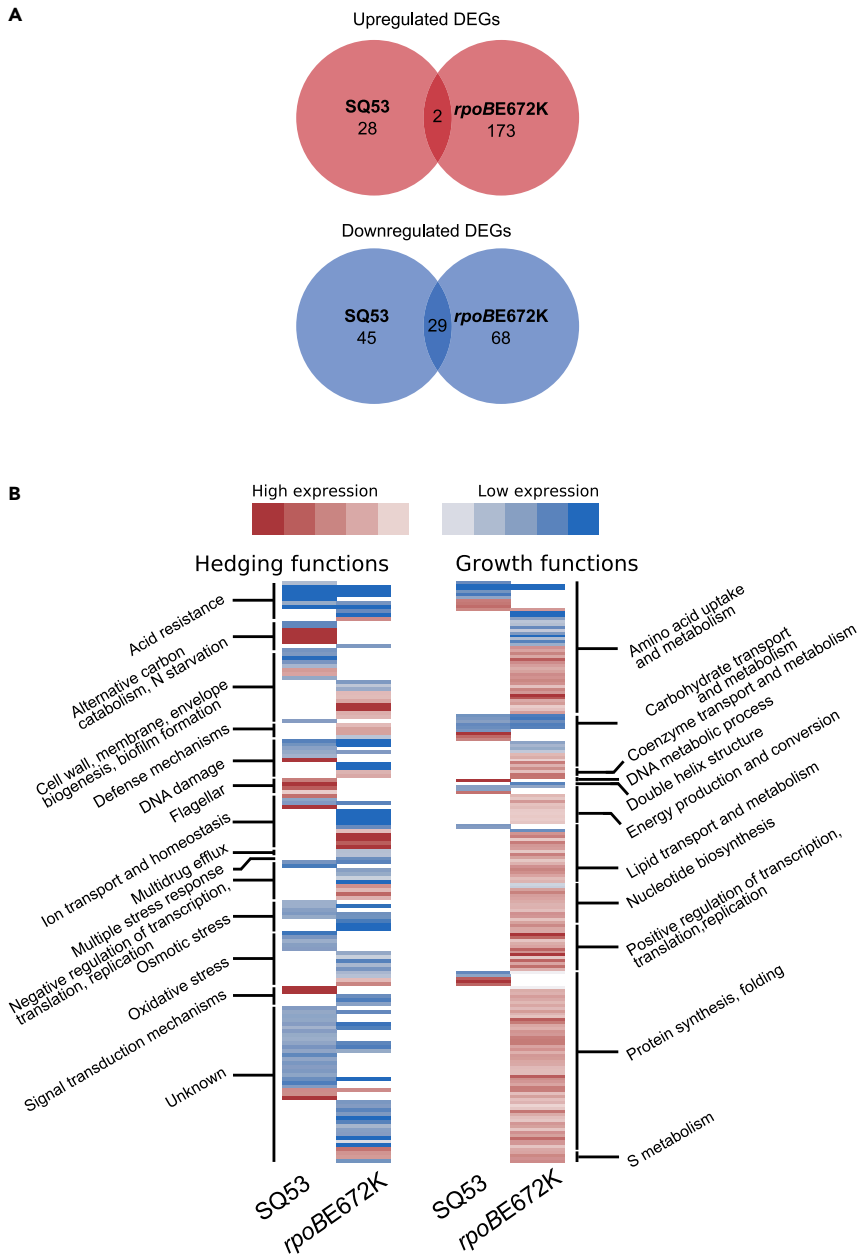 A
Upregulated DEGs
SQ53
28
2
rpoBE672K
173
Downregulated DEGs
SQ53
45
29
rpoBE672K
68
B
High expression
Low expression
Hedging functions
Growth functions
Acid resistance
Alternative carbon
catabolism, N starvation
Cell wall, membrane, envelope
biogenesis, biofilm formation
Defense mechanisms
DNA damage
Flagellar
Ion transport and homeostasis
Multidrug efflux
Multiple stress response
Negative regulation of transcription,
translation, replication
Osmotic stress
Oxidative stress
Signal transduction mechanisms
Unknown
Amino acid uptake
and metabolism
Carbohydrate transport
and metabolism
Coenzyme transport and metabolism
DNA metabolic process
Double helix structure
Energy production and conversion
Lipid transport and metabolism
Nucleotide biosynthesis
Positive regulation of transcription,
translation,replication
Protein synthesis, folding
S metabolism
SQ53
rpoBE672K
SQ53
rpoBE672K